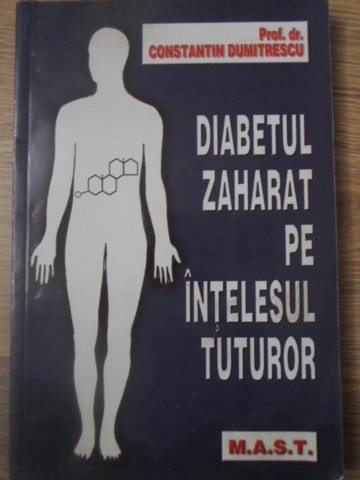 Prof. dr.
CONSTANTIN DUMITRESCU
DIABETUL
ZAHARAT
PE
ÎNȚELESUL
TUTUROR
M.A.S.T.